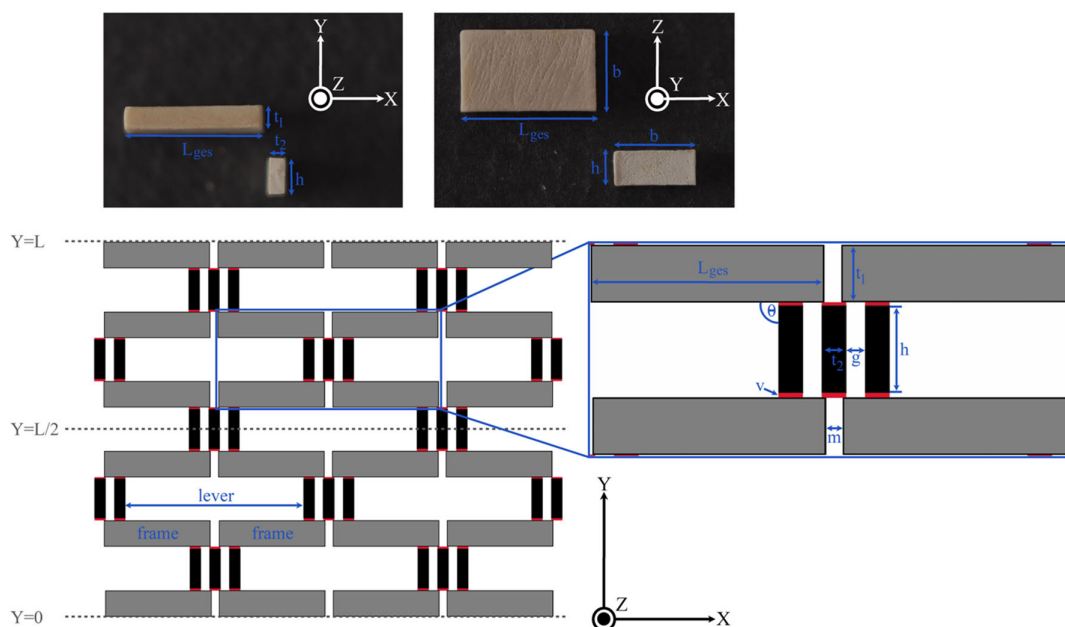 Y
Z
X
t1
Lges
t2
h
Z
Y
X
b
Lges
b
h
Y=L
Lges
t1
θ
t2
g
h
v
m
Y=L/2
lever
frame frame
Y=0
Y
Z
X